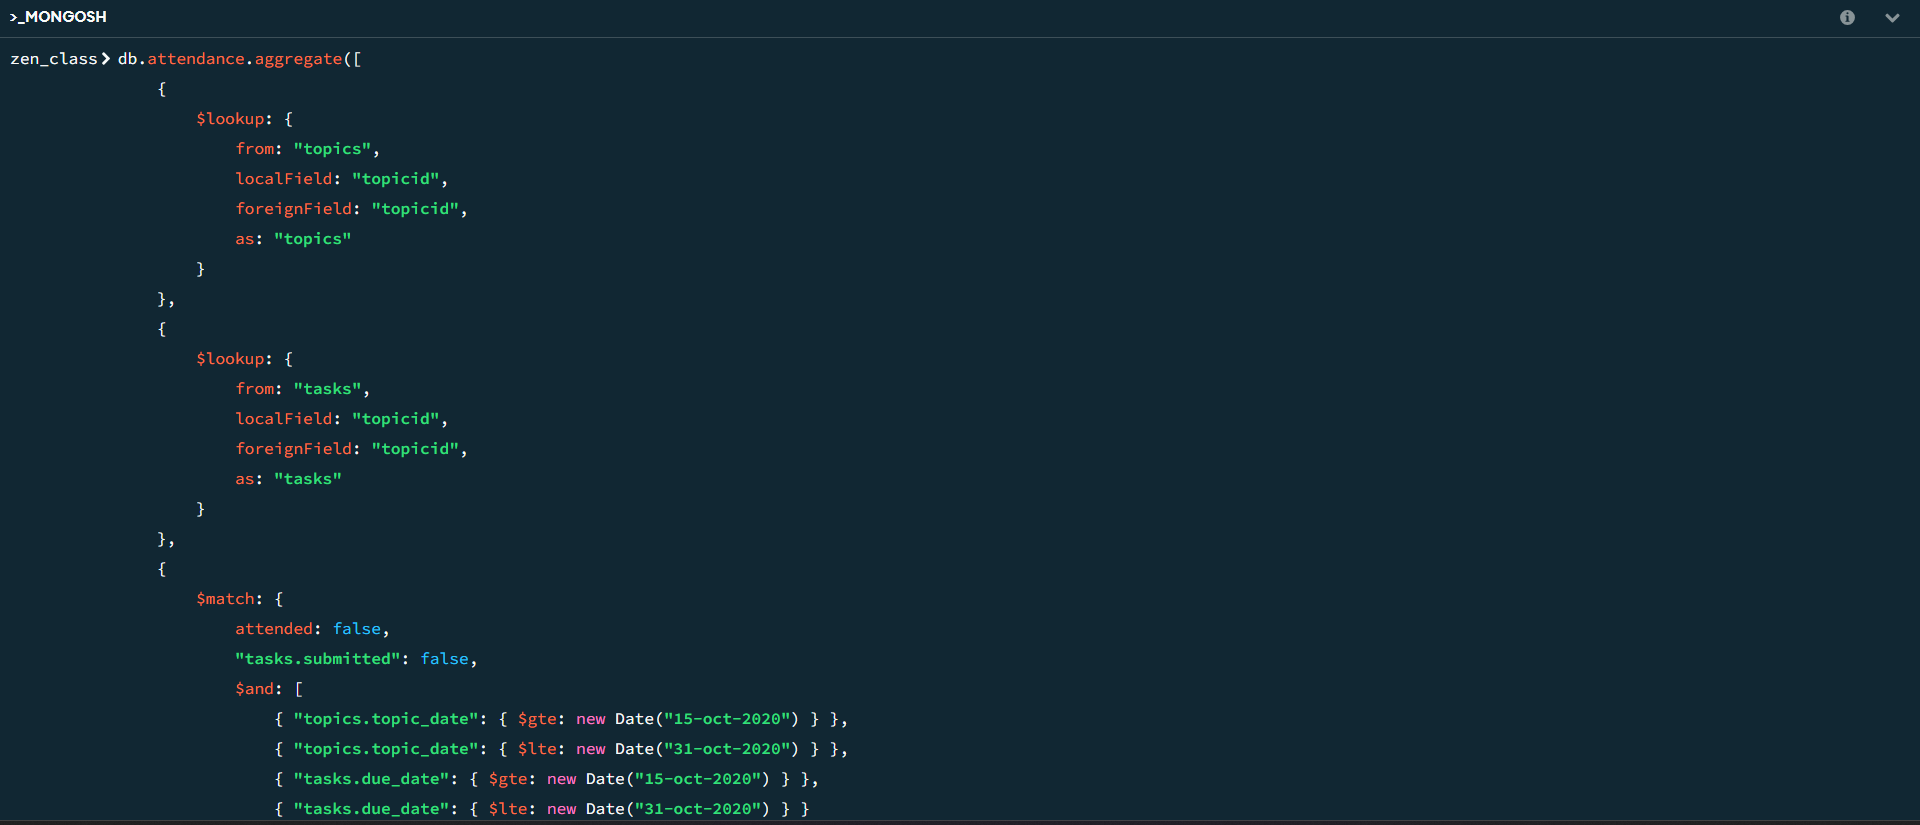 >_MONGOSH
zen_class> db.attendance.aggregate([
{
$lookup: {
from: "topics",
localField: "topicid",
foreignField: "topicid",
as: "topics"
}
},
{
$lookup: {
from: "tasks",
localField: "topicid",
foreignField: "topicid",
as: "tasks"
}
},
{
$match: {
attended: false,
"tasks.submitted": false,
$and: [
{ "topics.topic_date": { $gte: new Date("15-oct-2020") } },
{ "topics.topic_date": { $lte: new Date("31-oct-2020") } },
{ "tasks.due_date": { $gte: new Date("15-oct-2020") } },
{ "tasks.due_date": { $lte: new Date("31-oct-2020") } }